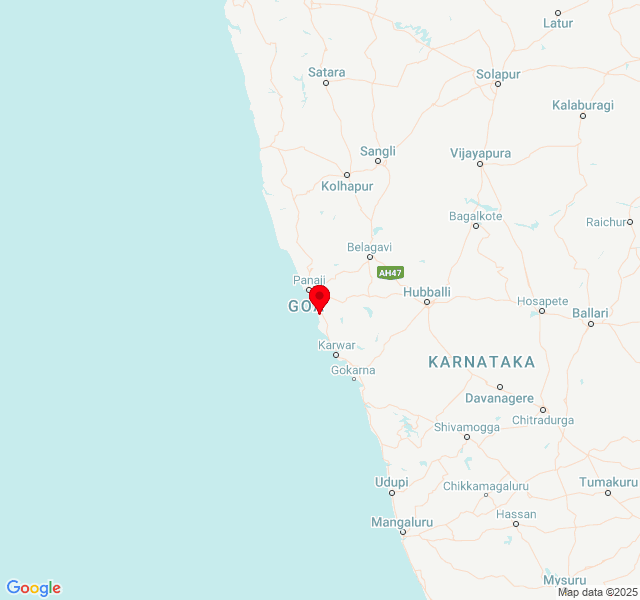 Latur
Satara
Solapur
Kalaburagi
Sangli
Vijayapura
Kolhapur
Bagalkote
Raichur
Belagavi
AH47
Panaji
Hubballi
Hosapete
Ballari
Karwar
Gokarna
KARNATAKA
Davanagere
Chitradurga
Shivamogga
Udupi
Chikkamagaluru
Tumakuru
Hassan
Mangaluru
Mysuru
Google
Map data ©2025